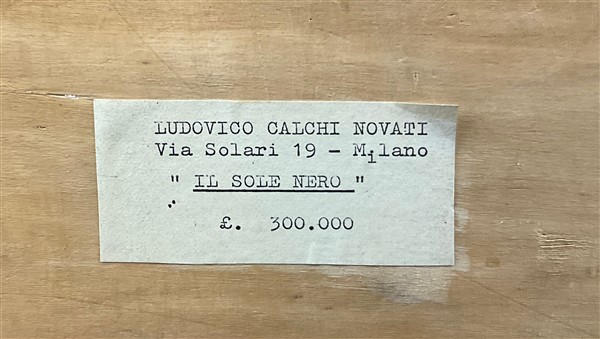 LUDOVICO CALCHI NOVATI
Via Solari 19 - Milano
" IL SOLE NERO "
£. 300.000